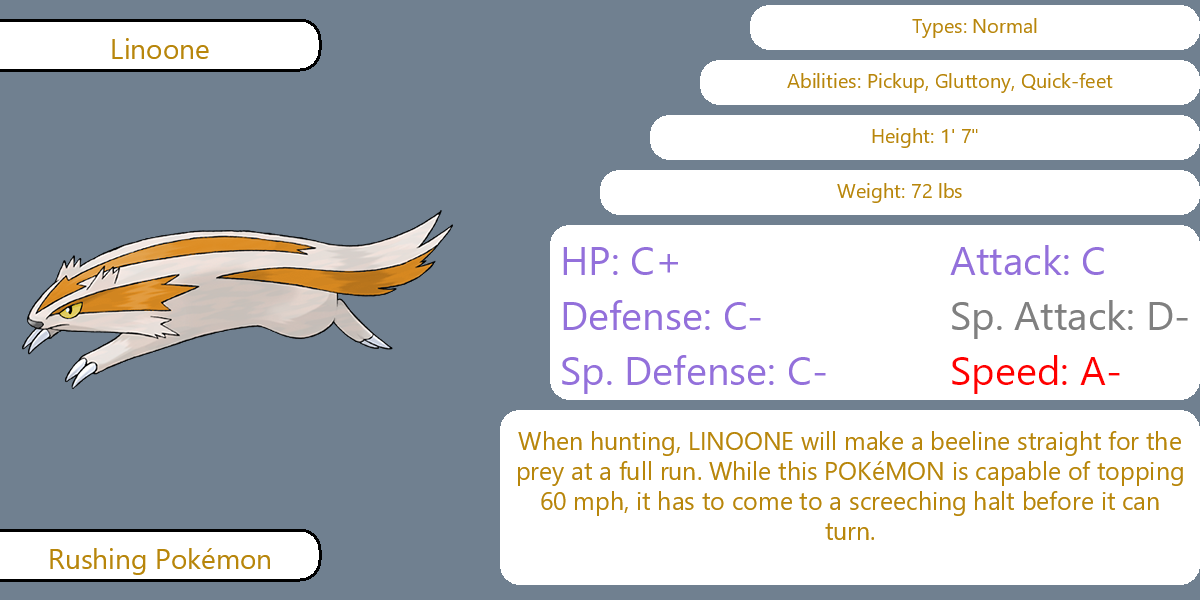 Linoone
Types: Normal
Abilities: Pickup, Gluttony, Quick-feet
Height: 1' 7"
Weight: 72 lbs
HP: C+
Attack: C
Defense: C-
Sp. Attack: D-
Sp. Defense: C-
Speed: A-
When hunting, LINOONE will make a beeline straight for the
prey at a full run. While this POKéMON is capable of topping
60 mph, it has to come to a screeching halt before it can
turn.
Rushing Pokémon